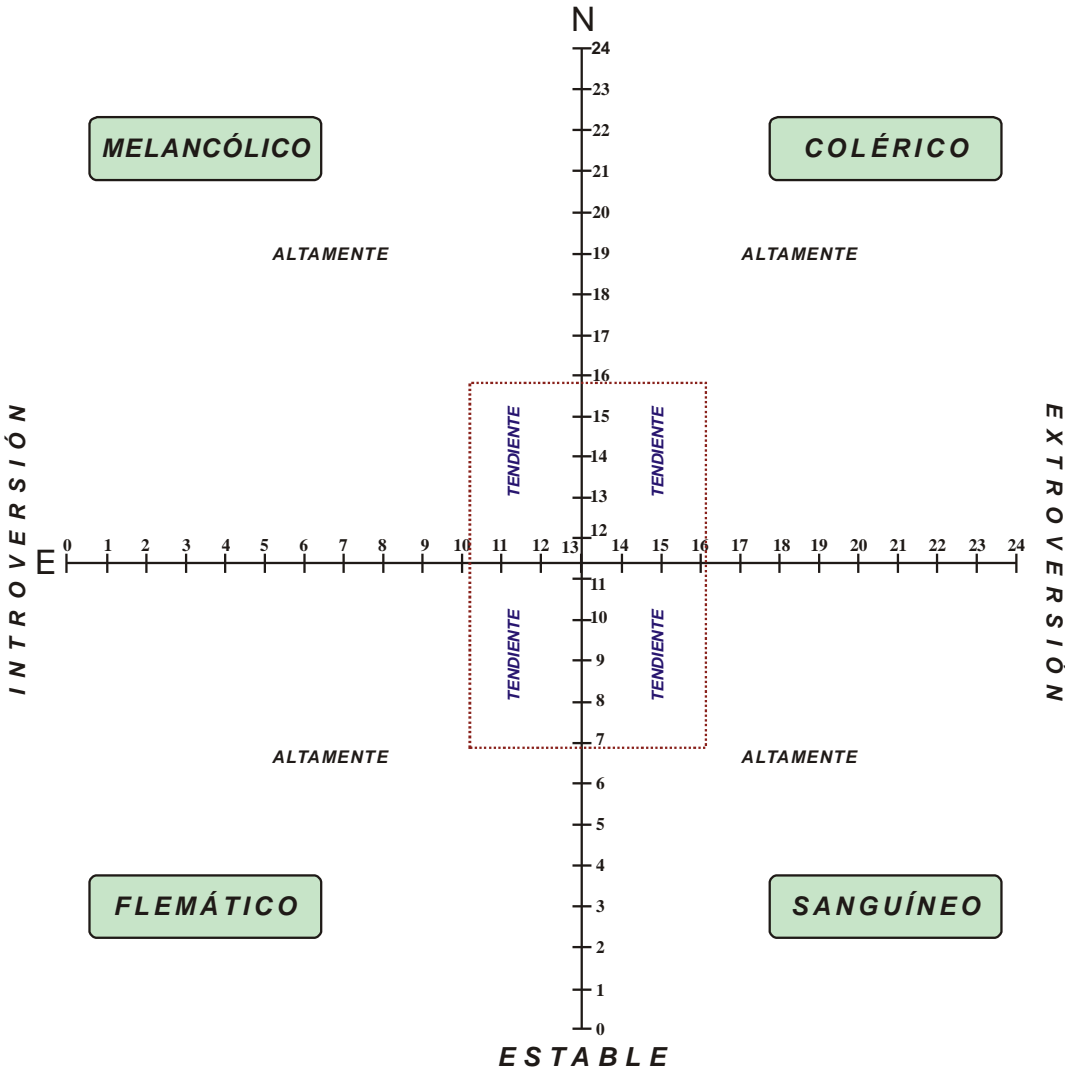 N
24
23
22
21
20
19
18
17
16
15
14
13
12
MELANCÓLICO
COLÉRICO
ALTAMENTE
ALTAMENTE
TENDIENTE
TENDIENTE
INTROVERSIÓN
EXTROVERSIÓN
E
0 1 2 3 4 5 6 7 8 9 10 11 12 13 14 15 16 17 18 19 20 21 22 23 24
11
10
9
8
7
6
5
4
3
2
1
0
TENDIENTE
TENDIENTE
ALTAMENTE
ALTAMENTE
FLEMÁTICO
SANGUÍNEO
ESTABLE